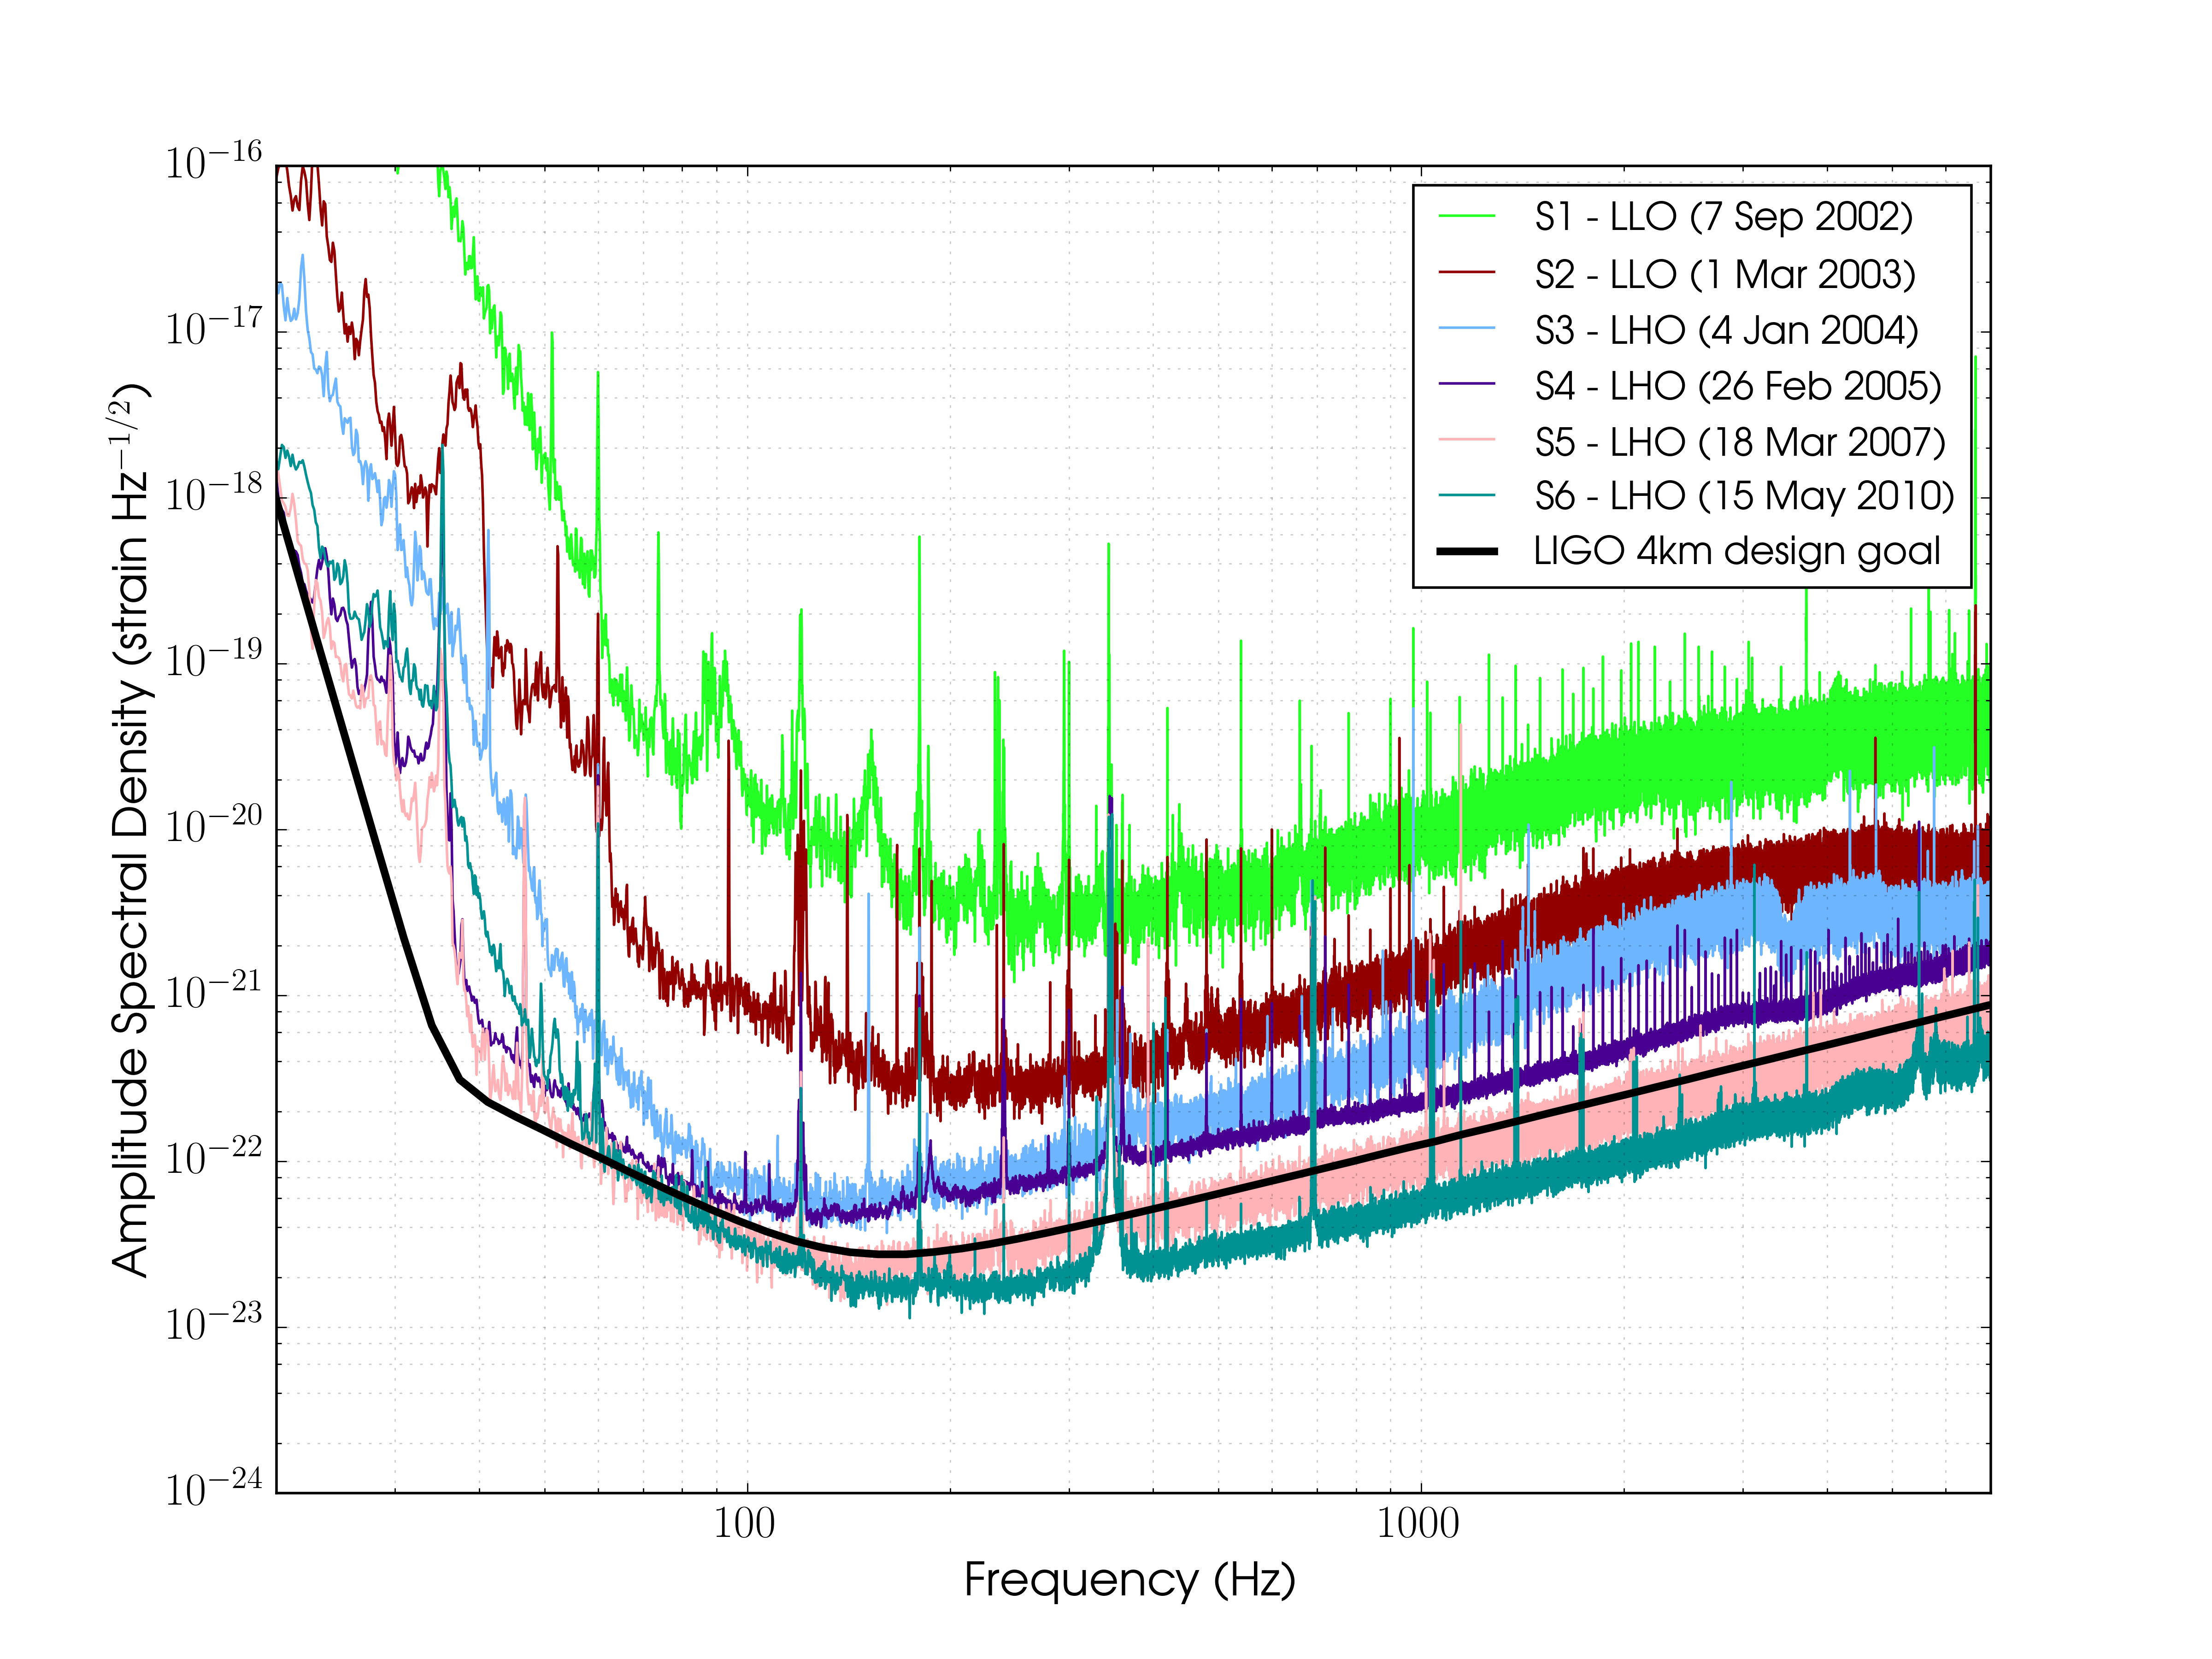 Amplitude Spectral Density (strain Hz^{-1/2})
10^{-16}
10^{-17}
10^{-18}
10^{-19}
10^{-20}
10^{-21}
10^{-22}
10^{-23}
10^{-24}
S1 - LLO (7 Sep 2002)
S2 - LLO (1 Mar 2003)
S3 - LHO (4 Jan 2004)
S4 - LHO (26 Feb 2005)
S5 - LHO (18 Mar 2007)
S6 - LHO (15 May 2010)
LIGO 4km design goal
100
1000
Frequency (Hz)